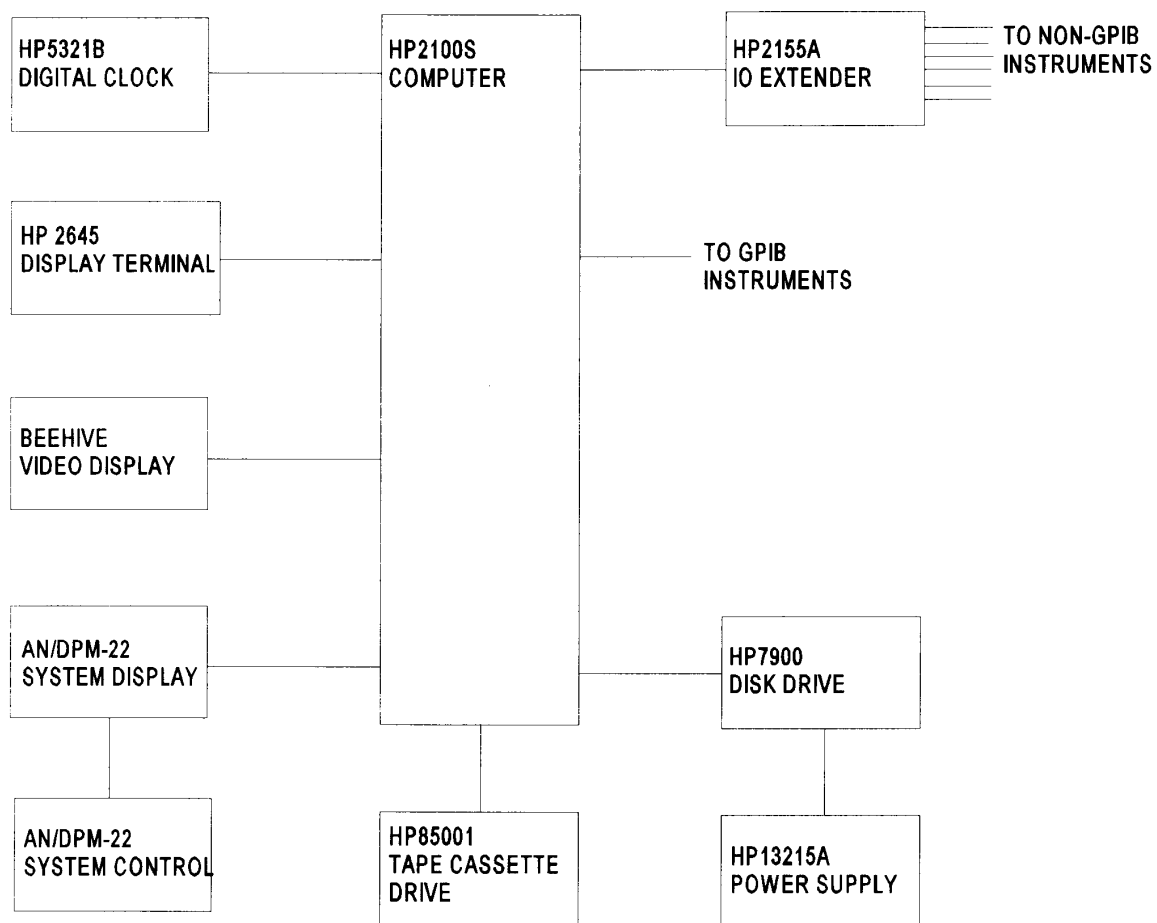 HP5321B
DIGITAL CLOCK
HP2100S
COMPUTER
HP2155A
IO EXTENDER
TO NON-GPIB
INSTRUMENTS
HP 2645
DISPLAY TERMINAL
TO GPIB
INSTRUMENTS
BEEHIVE
VIDEO DISPLAY
AN/DPM-22
SYSTEM DISPLAY
HP7900
DISK DRIVE
AN/DPM-22
SYSTEM CONTROL
HP85001
TAPE CASSETTE
DRIVE
HP13215A
POWER SUPPLY